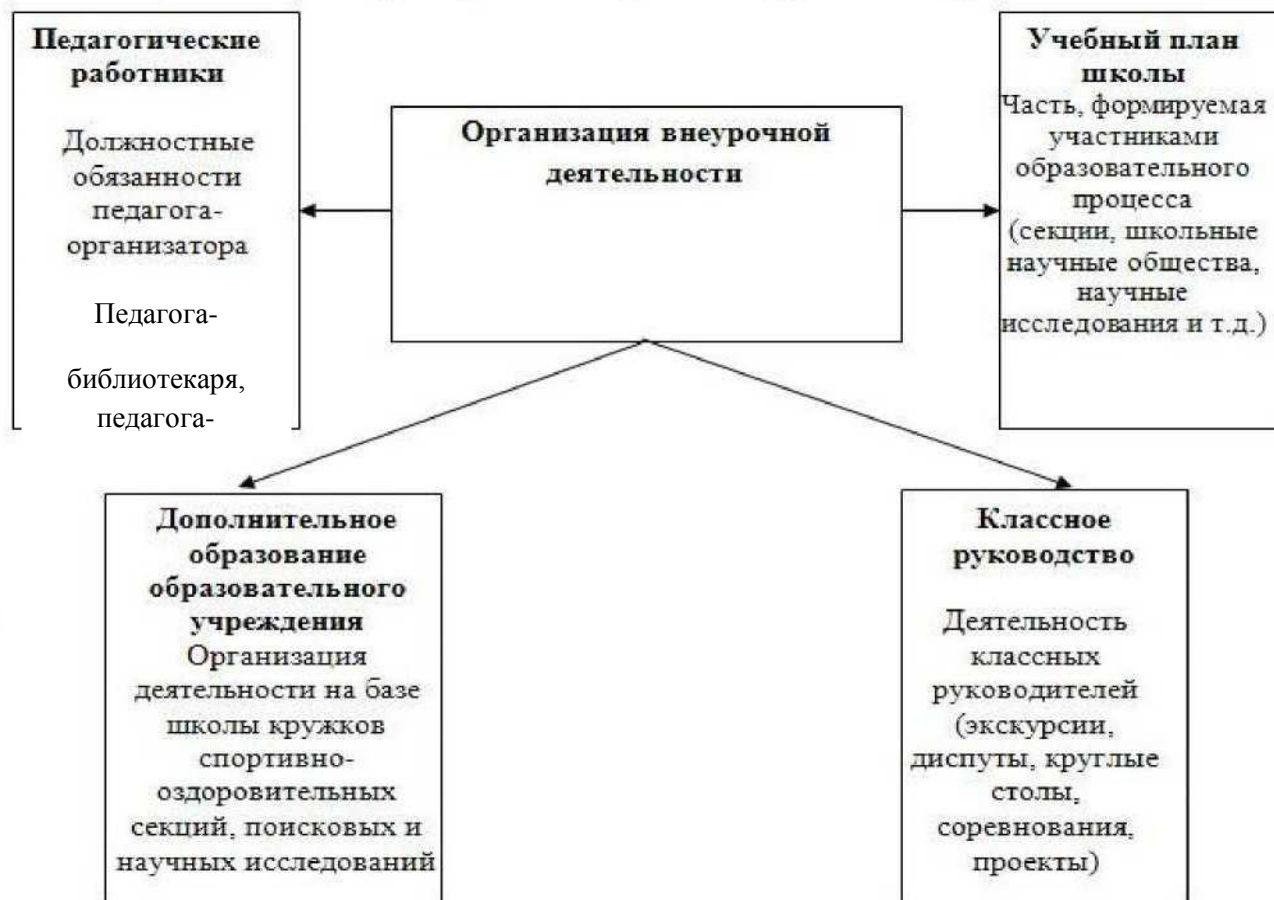 Педагогические
работники
Должностные
обязанности
педагога-
организатора
Педагога-
библиотекаря,
педагога-
Организация внеурочной
деятельности
Учебный план
школы
Часть, формируемая
участниками
образовательного
процесса
(секции, школьные
научные общества,
научные
исследования и т.д.)
Дополнительное
образование
образовательного
учреждения
Организация
деятельности на базе
школы кружков
спортивно-
оздоровительных
секций, поисковых и
научных исследований
Классное
руководство
Деятельность
классных
руководителей
(экскурсии,
диспуты, круглые
столы,
соревнования,
проекты)